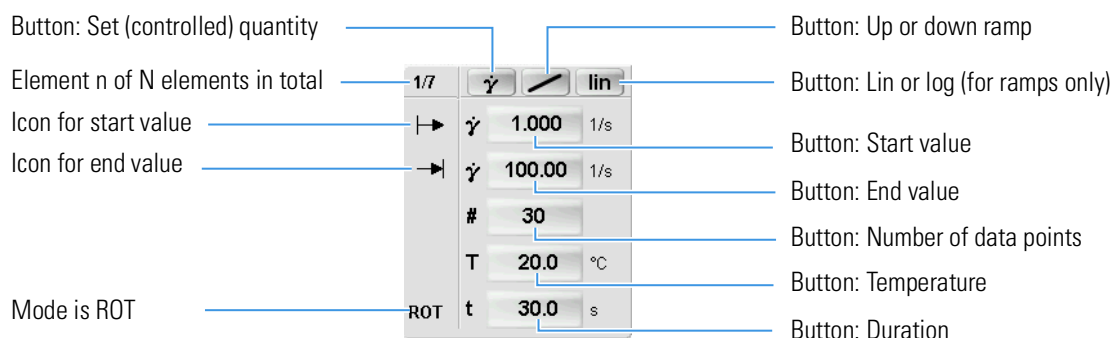 Button: Set (controlled) quantity
Button: Up or down ramp
Element n of N elements in total
1/7 γ̇ lin
Button: Lin or log (for ramps only)
Icon for start value
γ̇ 1.000 1/s
Button: Start value
Icon for end value
γ̇ 100.00 1/s
Button: End value
# 30
Button: Number of data points
T 20.0 °C
Button: Temperature
Mode is ROT
ROT t 30.0 s
Button: Duration